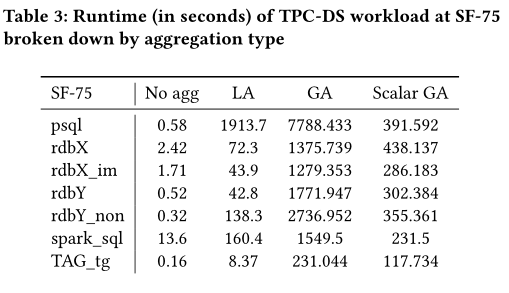 Table 3: Runtime (in seconds) of TPC-DS workload at SF-75
broken down by aggregation type
SF-75 No agg LA GA Scalar GA
psql 0.58 1913.7 7788.433 391.592
rdbX 2.42 72.3 1375.739 438.137
rdbX_im 1.71 43.9 1279.353 286.183
rdbY 0.52 42.8 1771.947 302.384
rdbY_non 0.32 138.3 2736.952 355.361
spark_sql 13.6 160.4 1549.5 231.5
TAG_tg 0.16 8.37 231.044 117.734